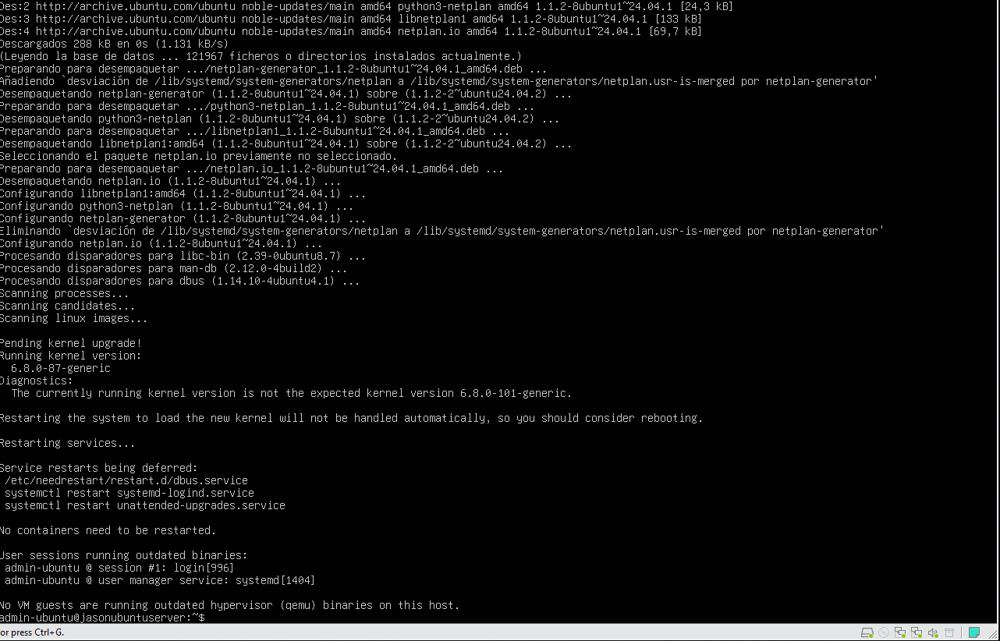 Des:2 http://archive.ubuntu.com/ubuntu noble-updates/main amd64 python3-netplan amd64 1.1.2-8ubuntu1~24.04.1 [24,3 kB]
Des:3 http://archive.ubuntu.com/ubuntu noble-updates/main amd64 libnetplan1 amd64 1.1.2-8ubuntu1~24.04.1 [133 kB]
Des:4 http://archive.ubuntu.com/ubuntu noble-updates/main amd64 netplan.io amd64 1.1.2-8ubuntu1~24.04.1 [69,7 kB]
Descargados 288 kB en 0s (1.131 kB/s)
(Leyendo la base de datos ... 121967 ficheros o directorios instalados actualmente.)
Preparando para desempaquetar .../netplan-generator_1.1.2-8ubuntu1~24.04.1_amd64.deb ...
Añadiendo `desviación de /lib/systemd/system-generators/netplan a /lib/systemd/system-generators/netplan.usr-is-merged por netplan-generator'
Desempaquetando netplan-generator (1.1.2-8ubuntu1~24.04.1) sobre (1.1.2-2~ubuntu24.04.2) ...
Preparando para desempaquetar .../python3-netplan_1.1.2-8ubuntu1~24.04.1_amd64.deb ...
Desempaquetando python3-netplan (1.1.2-8ubuntu1~24.04.1) sobre (1.1.2-2~ubuntu24.04.2) ...
Preparando para desempaquetar .../libnetplan1_1.1.2-8ubuntu1~24.04.1_amd64.deb ...
Desempaquetando libnetplan1:amd64 (1.1.2-8ubuntu1~24.04.1) sobre (1.1.2-2~ubuntu24.04.2) ...
Seleccionando el paquete netplan.io previamente no seleccionado.
Preparando para desempaquetar .../netplan.io_1.1.2-8ubuntu1~24.04.1_amd64.deb ...
Desempaquetando netplan.io (1.1.2-8ubuntu1~24.04.1) ...
Configurando libnetplan1:amd64 (1.1.2-8ubuntu1~24.04.1) ...
Configurando python3-netplan (1.1.2-8ubuntu1~24.04.1) ...
Configurando netplan-generator (1.1.2-8ubuntu1~24.04.1) ...
Eliminando `desviación de /lib/systemd/system-generators/netplan a /lib/systemd/system-generators/netplan.usr-is-merged por netplan-generator'
Configurando netplan.io (1.1.2-8ubuntu1~24.04.1) ...
Procesando disparadores para libc-bin (2.39-0ubuntu8.7) ...
Procesando disparadores para man-db (2.12.0-4build2) ...
Procesando disparadores para dbus (1.14.10-4ubuntu4.1) ...
Scanning processes...
Scanning candidates...
Scanning linux images...
Pending kernel upgrade!
Running kernel version:
6.8.0-87-generic
Diagnostics:
The currently running kernel version is not the expected kernel version 6.8.0-101-generic.
Restarting the system to load the new kernel will not be handled automatically, so you should consider rebooting.
Restarting services...
Service restarts being deferred:
/etc/needrestart/restart.d/dbus.service
systemctl restart systemd-logind.service
systemctl restart unattended-upgrades.service
No containers need to be restarted.
User sessions running outdated binaries:
admin-ubuntu @ session #1: login[996]
admin-ubuntu @ user manager service: systemd[1404]
No VM guests are running outdated hypervisor (qemu) binaries on this host.
admin-ubuntu@jasonubuntuserver:~$
or press Ctrl+G.